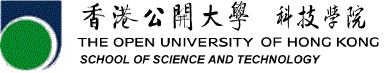 香港公開大學 科技學院
THE OPEN UNIVERSITY OF HONG KONG
SCHOOL OF SCIENCE AND TECHNOLOGY